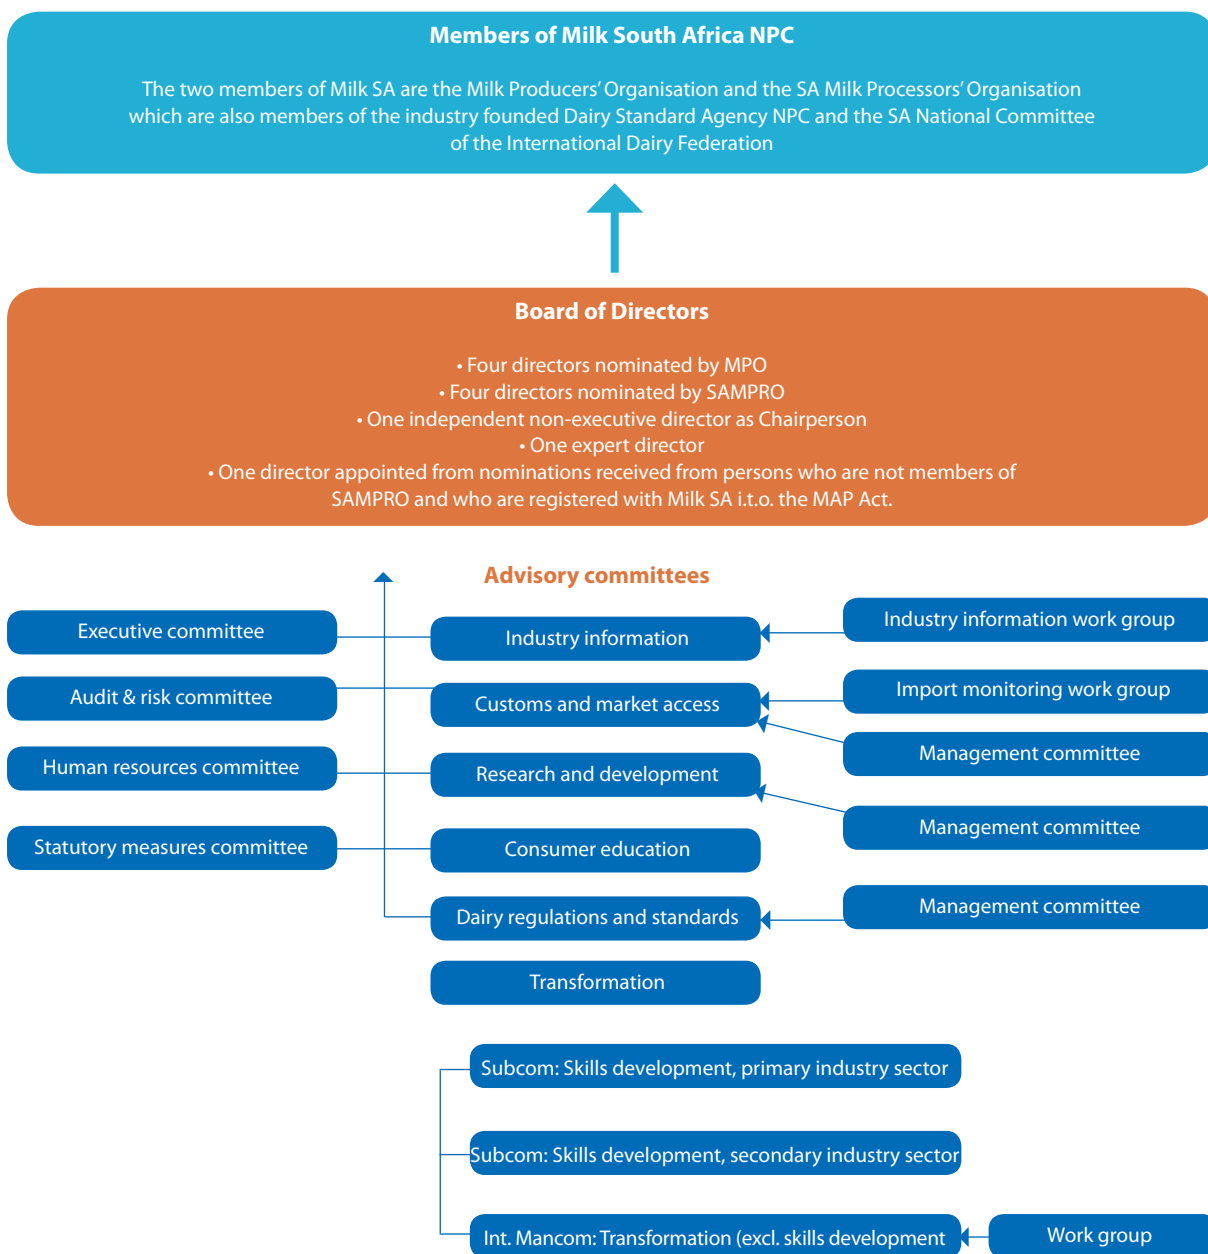 Members of Milk South Africa NPC
The two members of Milk SA are the Milk Producers’ Organisation and the SA Milk Processors’ Organisation
which are also members of the industry founded Dairy Standard Agency NPC and the SA National Committee
of the International Dairy Federation
Board of Directors
• Four directors nominated by MPO
• Four directors nominated by SAMPRO
• One independent non-executive director as Chairperson
• One expert director
• One director appointed from nominations received from persons who are not members of
SAMPRO and who are registered with Milk SA i.t.o. the MAP Act.
Advisory committees
Executive committee
Audit & risk committee
Human resources committee
Statutory measures committee
Industry information
Customs and market access
Research and development
Consumer education
Dairy regulations and standards
Transformation
Industry information work group
Import monitoring work group
Management committee
Management committee
Management committee
Subcom: Skills development, primary industry sector
Subcom: Skills development, secondary industry sector
Int. Mancom: Transformation (excl. skills development
Work group